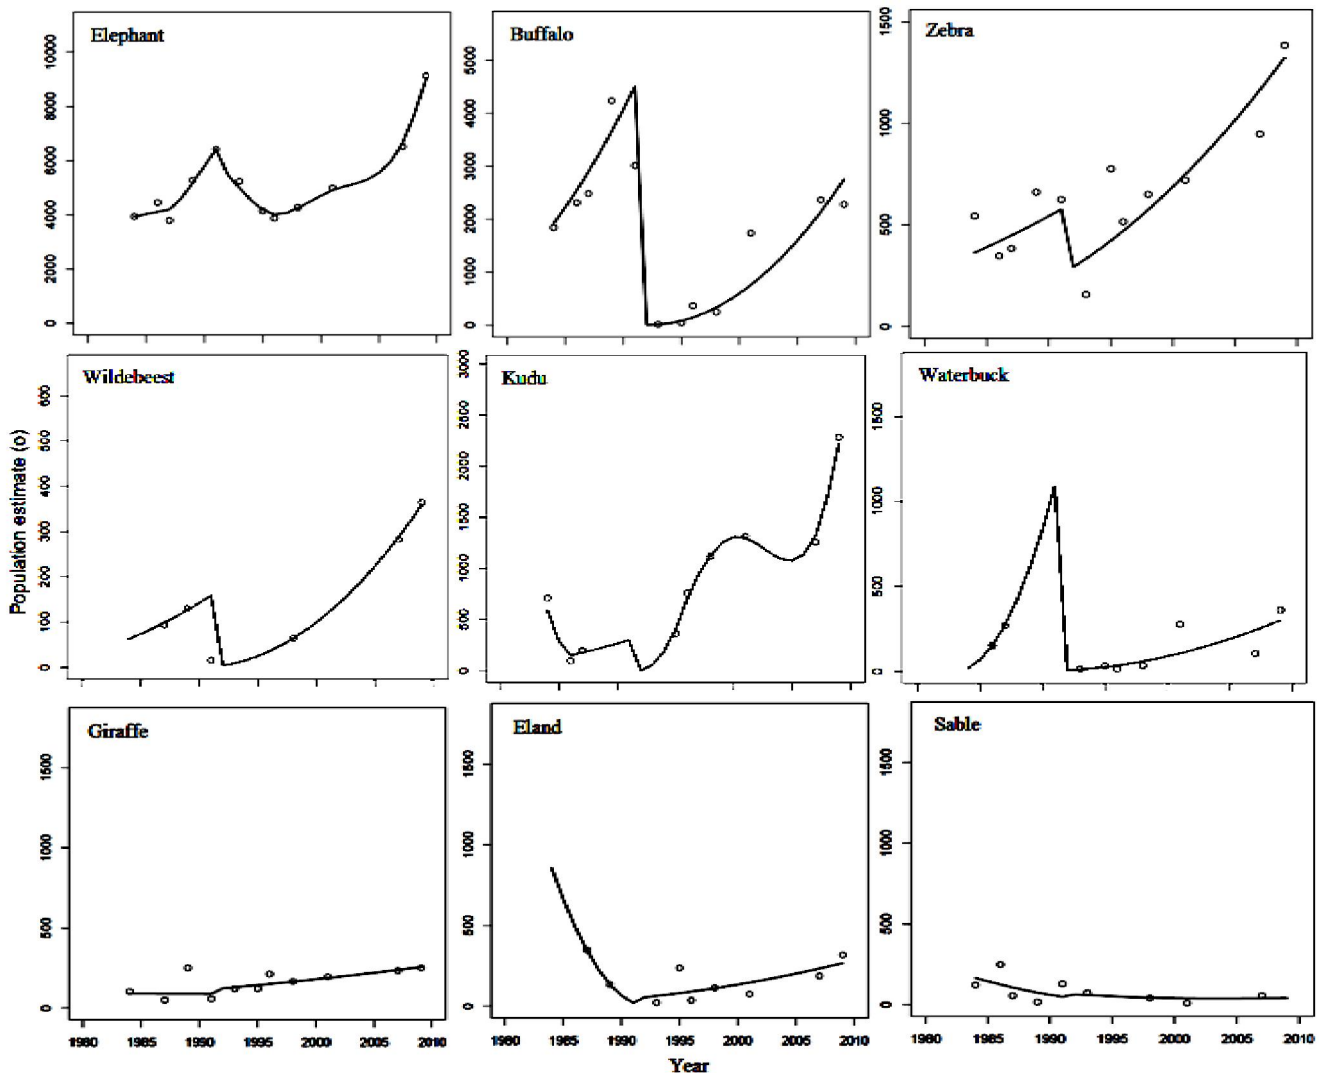 Elephant
0 2000 4000 6000 8000 10000
Buffalo
0 1000 2000 3000 4000 5000
Zebra
0 500 1000 1500
Population estimate (o)
Wildebeest
0 100 200 300 400 500 600
Kudu
0 500 1000 1500 2000 2500 3000
Waterbuck
0 500 1000 1500
Giraffe
0 500 1000 1500
Eland
0 500 1000 1500
Sable
0 500 1000 1500
1980 1985 1990 1995 2000 2005 2010
1980 1985 1990 1995 2000 2005 2010
1980 1985 1990 1995 2000 2005 2010
Year